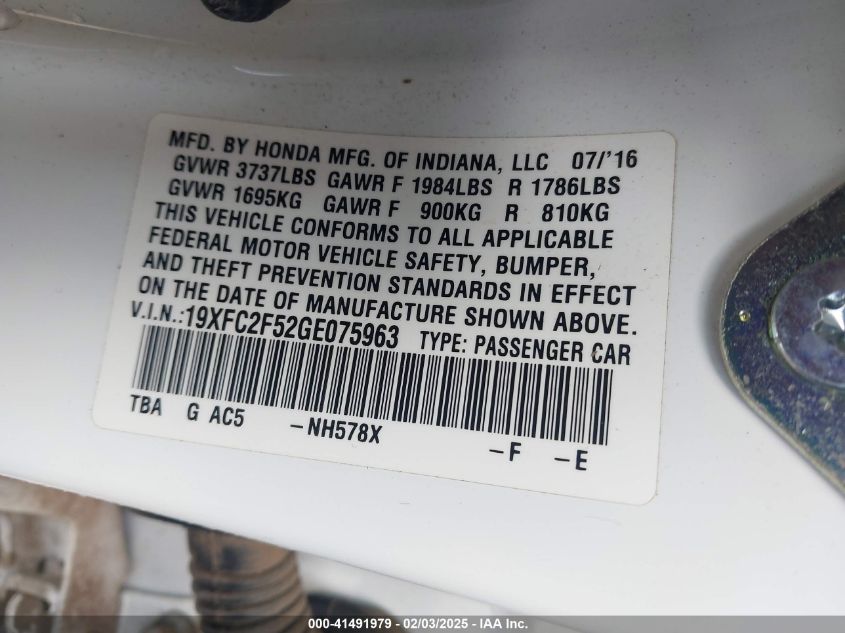 MFD. BY HONDA MFG. OF INDIANA, LLC 07/'16
GVWR 3737LBS GAWR F 1984LBS R 1786LBS
GVWR 1695KG GAWR F 900KG R 810KG
THIS VEHICLE CONFORMS TO ALL APPLICABLE
FEDERAL MOTOR VEHICLE SAFETY, BUMPER,
AND THEFT PREVENTION STANDARDS IN EFFECT
ON THE DATE OF MANUFACTURE SHOWN ABOVE.
V.I.N.:19XFC2F52GE075963 TYPE: PASSENGER CAR
TBA G AC5 -NH578X -F -E
000-41491979 - 02/03/2025 - IAA Inc.